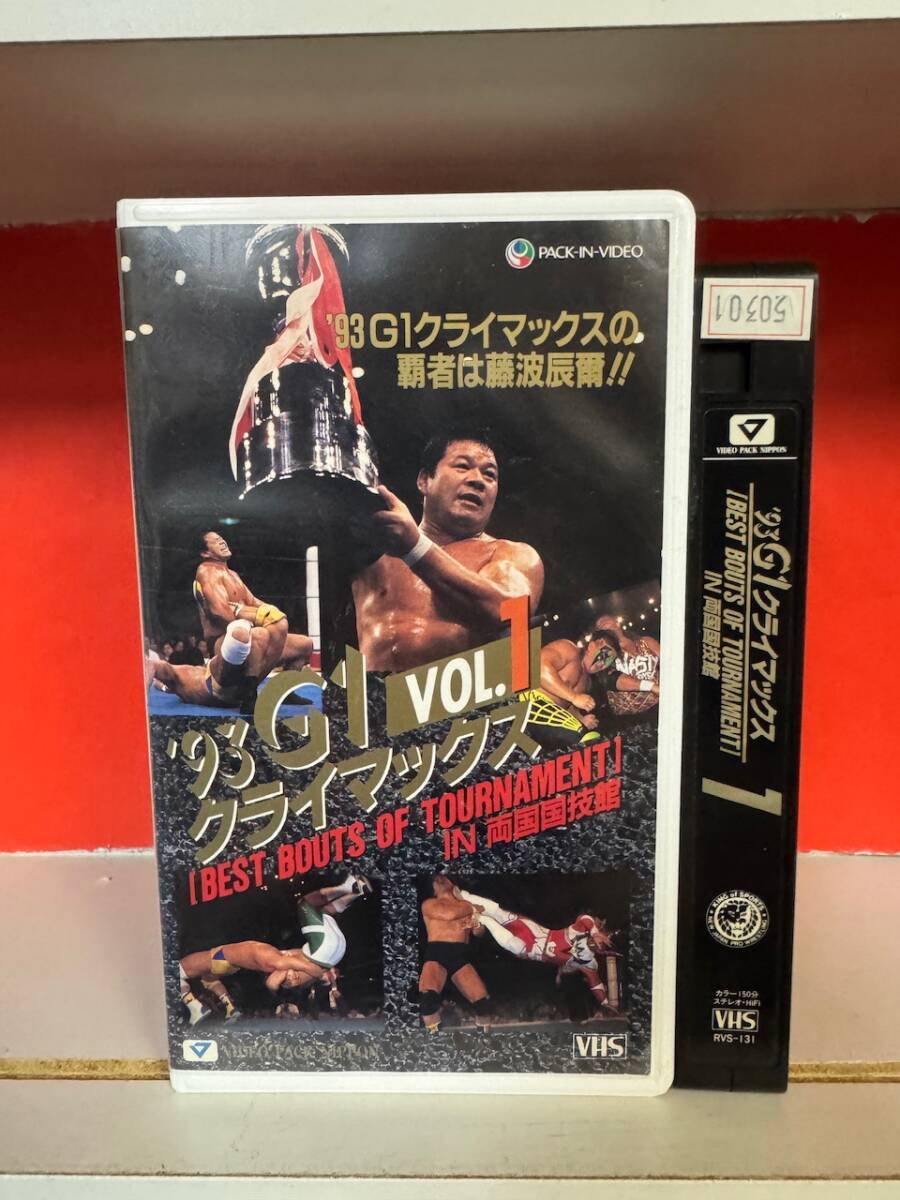 PACK-IN-VIDEO
'93 G1クライマックスの
覇者は藤波辰爾!!
VOL.1
'93 G1
クライマックス
[BEST BOUTS OF TOURNAMENT]
IN 両国国技館
VIDEO PACK NIPPON
VHS
50301
VIDEO PACK NIPPON
'93 G1クライマックス
[BEST BOUTS OF TOURNAMENT]
IN 両国国技館
1
KING of SPORTS
NEW JAPAN PRO-WRESTLING
カラー150分
ステレオ・HiFi
VHS
RVS-131